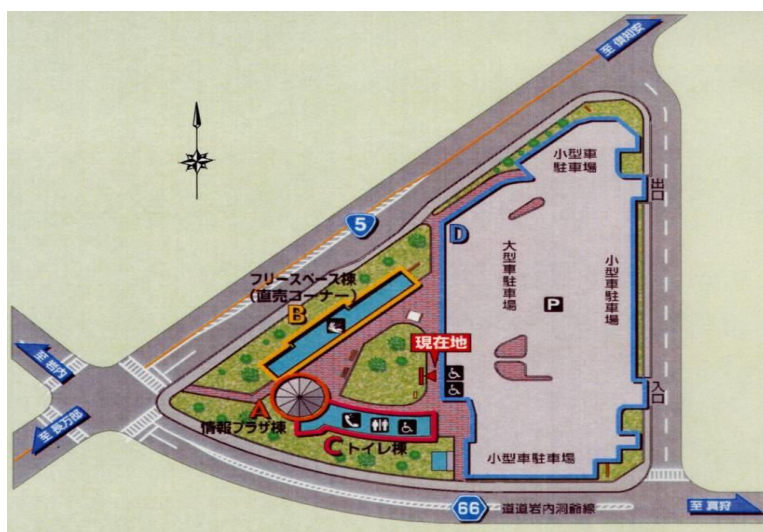 至 倶知安
小型車
駐車場
出口
5
D
フリースペース棟
(直売コーナー)
B
大型車駐車場
小型車駐車場
P
現在地
至 岩内
入口
A
情報プラザ棟
至 長万部
C トイレ棟
小型車駐車場
66
道道岩内洞爺線
至 真狩